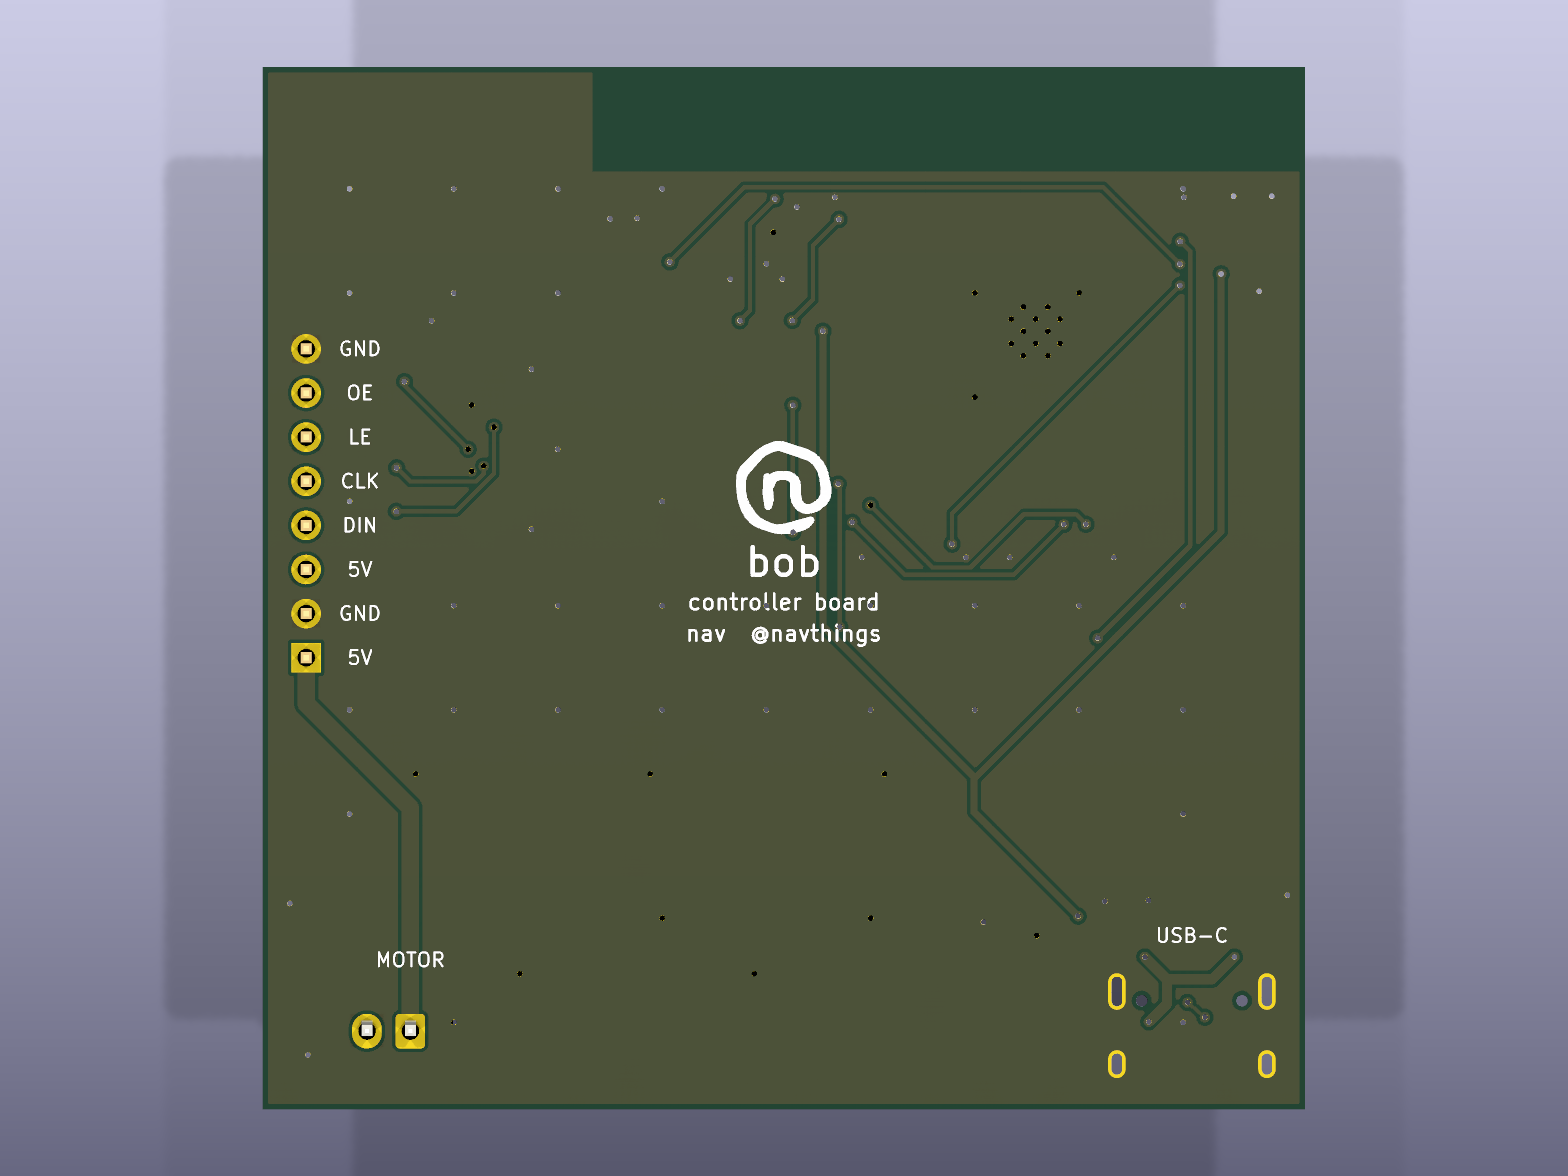 GND
OE
LE
CLK
DIN
5V
GND
5V
n
bob
controller board
nav @navthings
USB-C
MOTOR